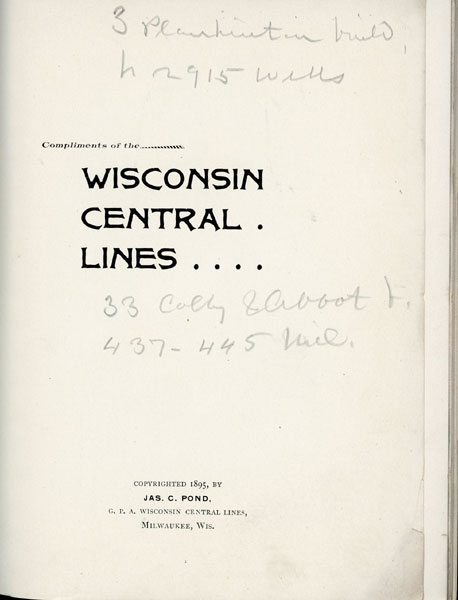 3 Plankinton build,
h 2915 Wells
Compliments of the
WISCONSIN
CENTRAL .
LINES . . . .
33 Colby & Abbot
437-445 Mil.
COPYRIGHTED 1895, BY
JAS. C. POND,
G. P. A. WISCONSIN CENTRAL LINES,
MILWAUKEE, WIS.